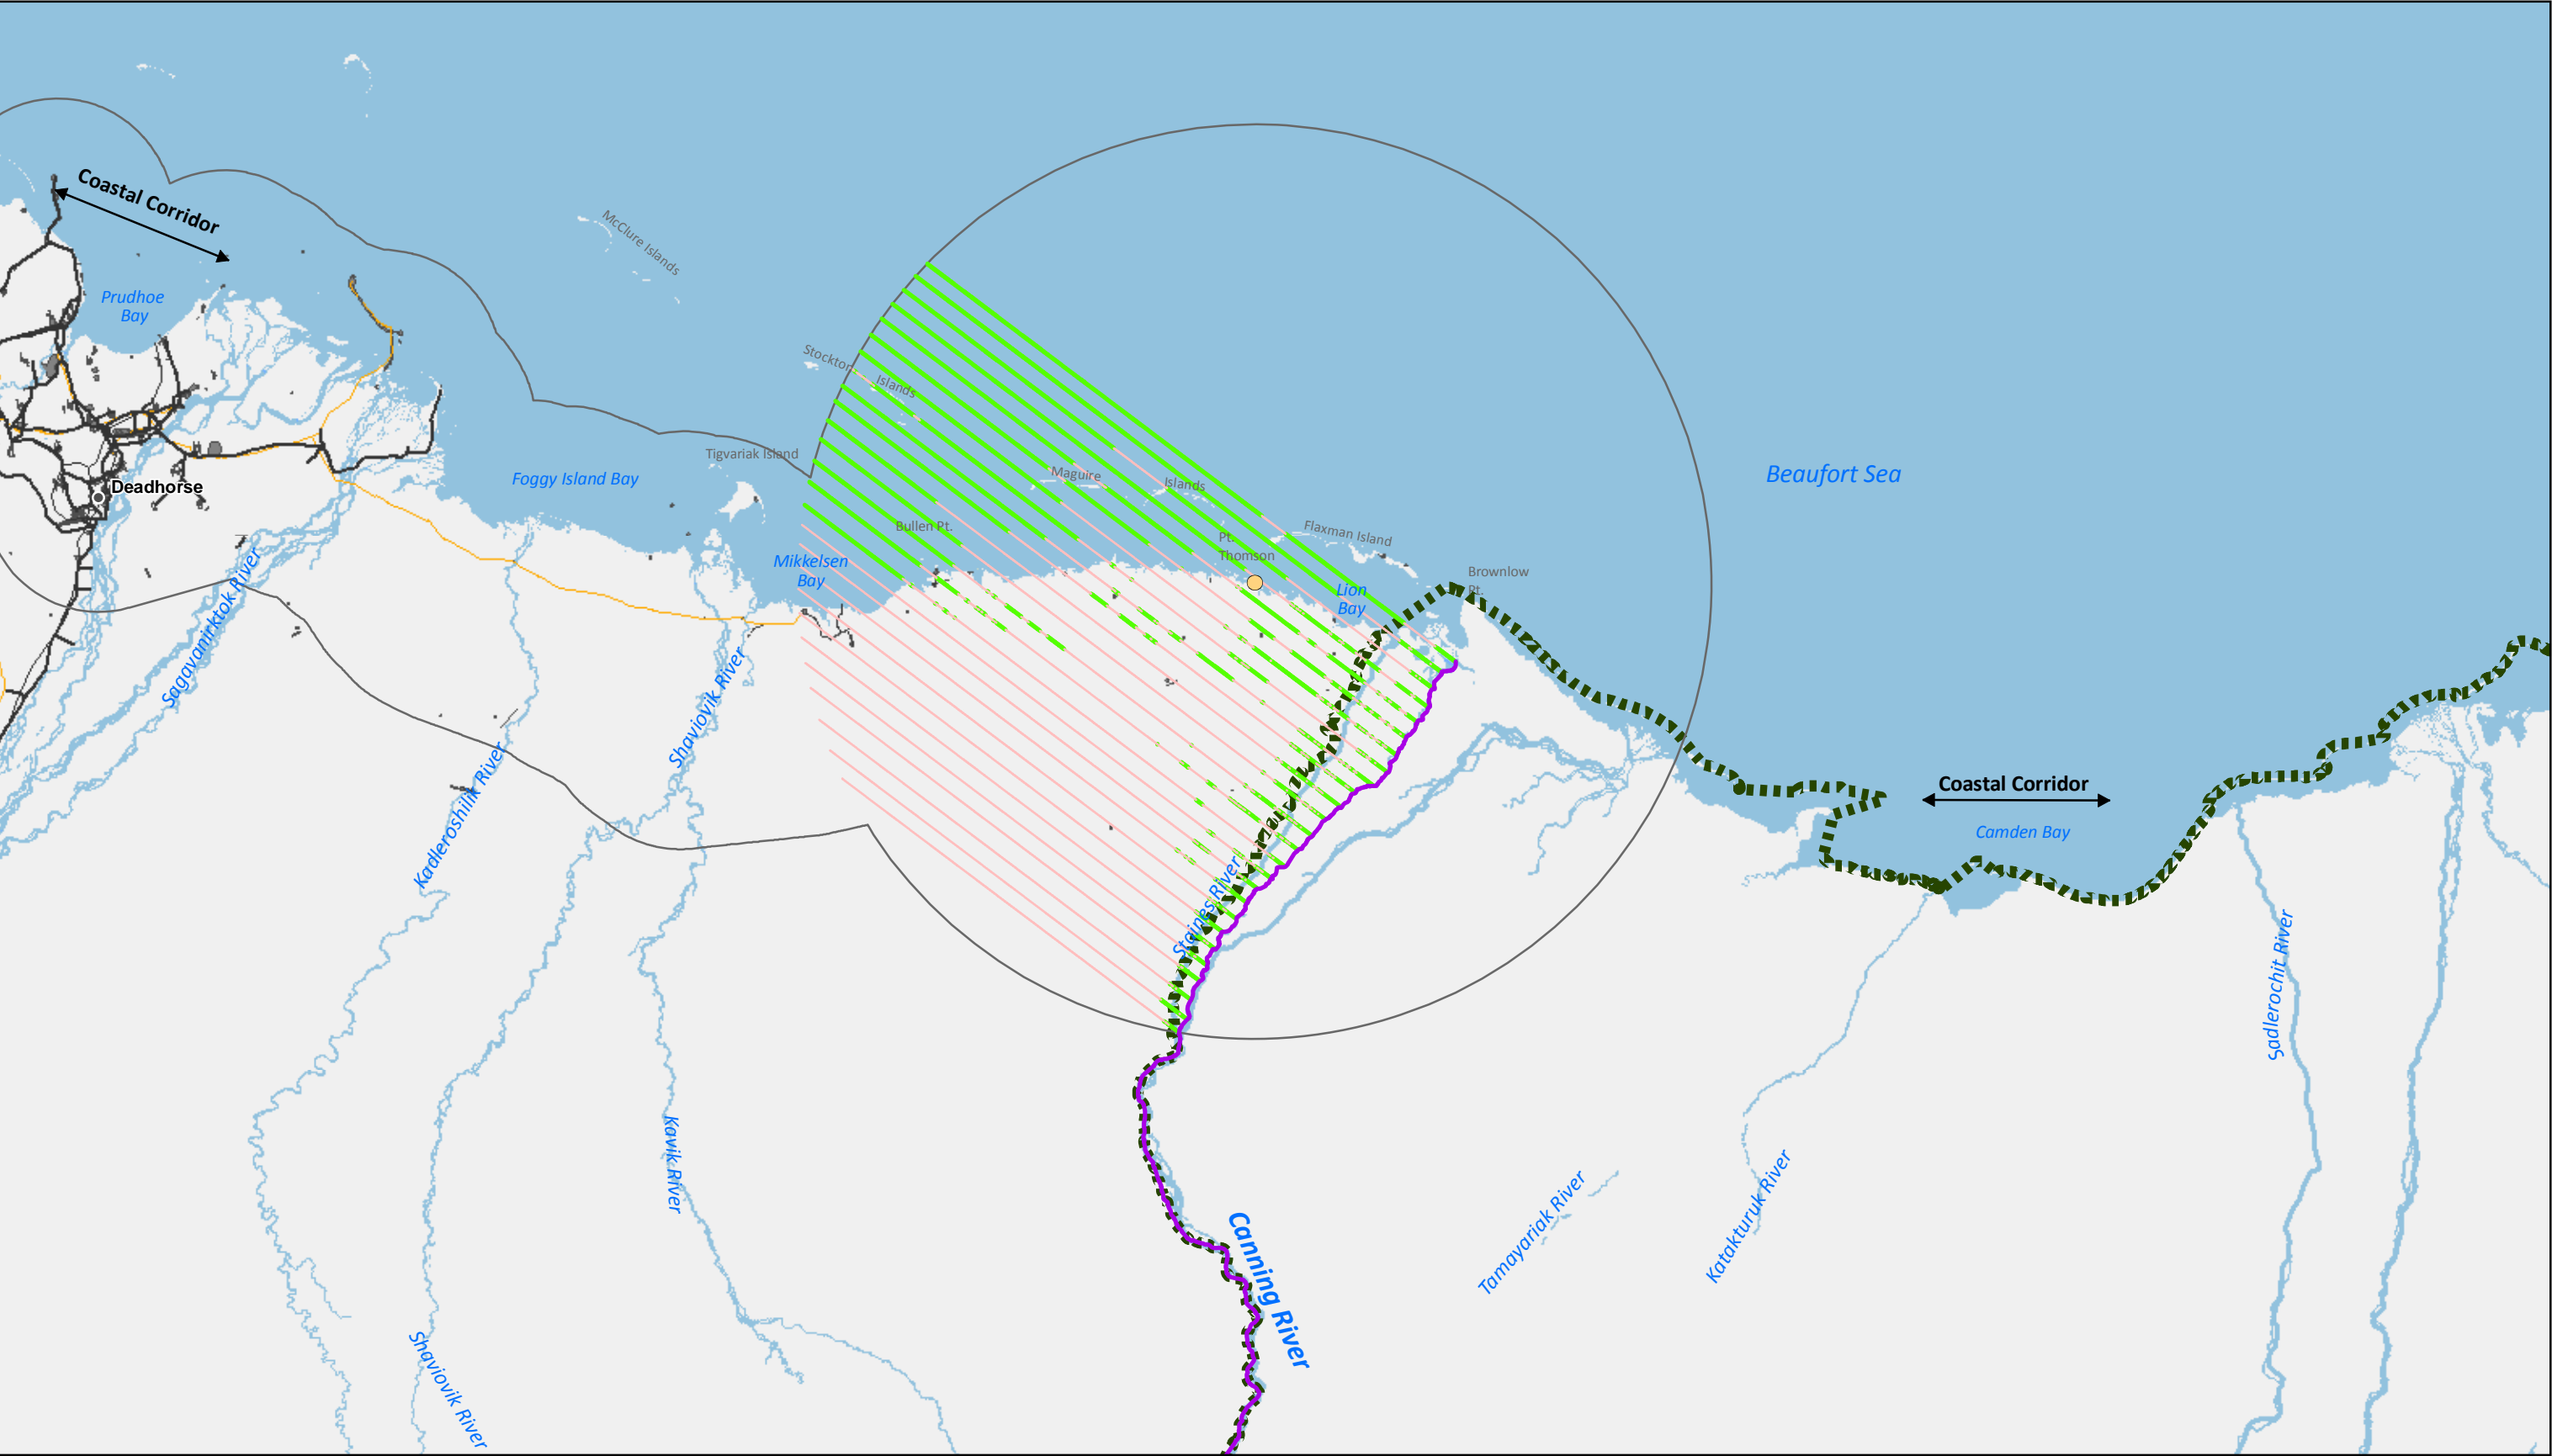 Coastal Corridor
McClure Islands
Prudhoe
Bay
Stockton
Islands
Tigvariak Island
Maguire
Islands
Beaufort Sea
Foggy Island Bay
Deadhorse
Bullen Pt.
Flaxman Island
Pt.
Thomson
Mikkelsen
Bay
Brownlow
Pt.
Lion
Bay
Sagavanirktok River
Shaviovik River
Kadleroshilik River
Coastal Corridor
Camden Bay
Staines River
Sadlerochit River
Kavik River
Canning River
Tamayariak River
Katakturuk River
Shaviovik River